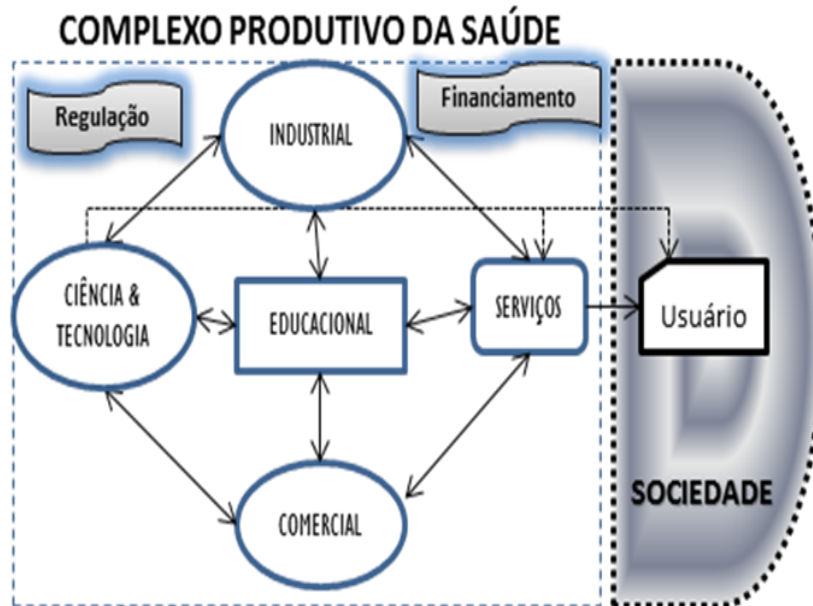 COMPLEXO PRODUTIVO DA SAÚDE
Regulação
Financiamento
INDUSTRIAL
CIÊNCIA &
TECNOLOGIA
EDUCACIONAL
SERVIÇOS
Usuário
COMERCIAL
SOCIEDADE